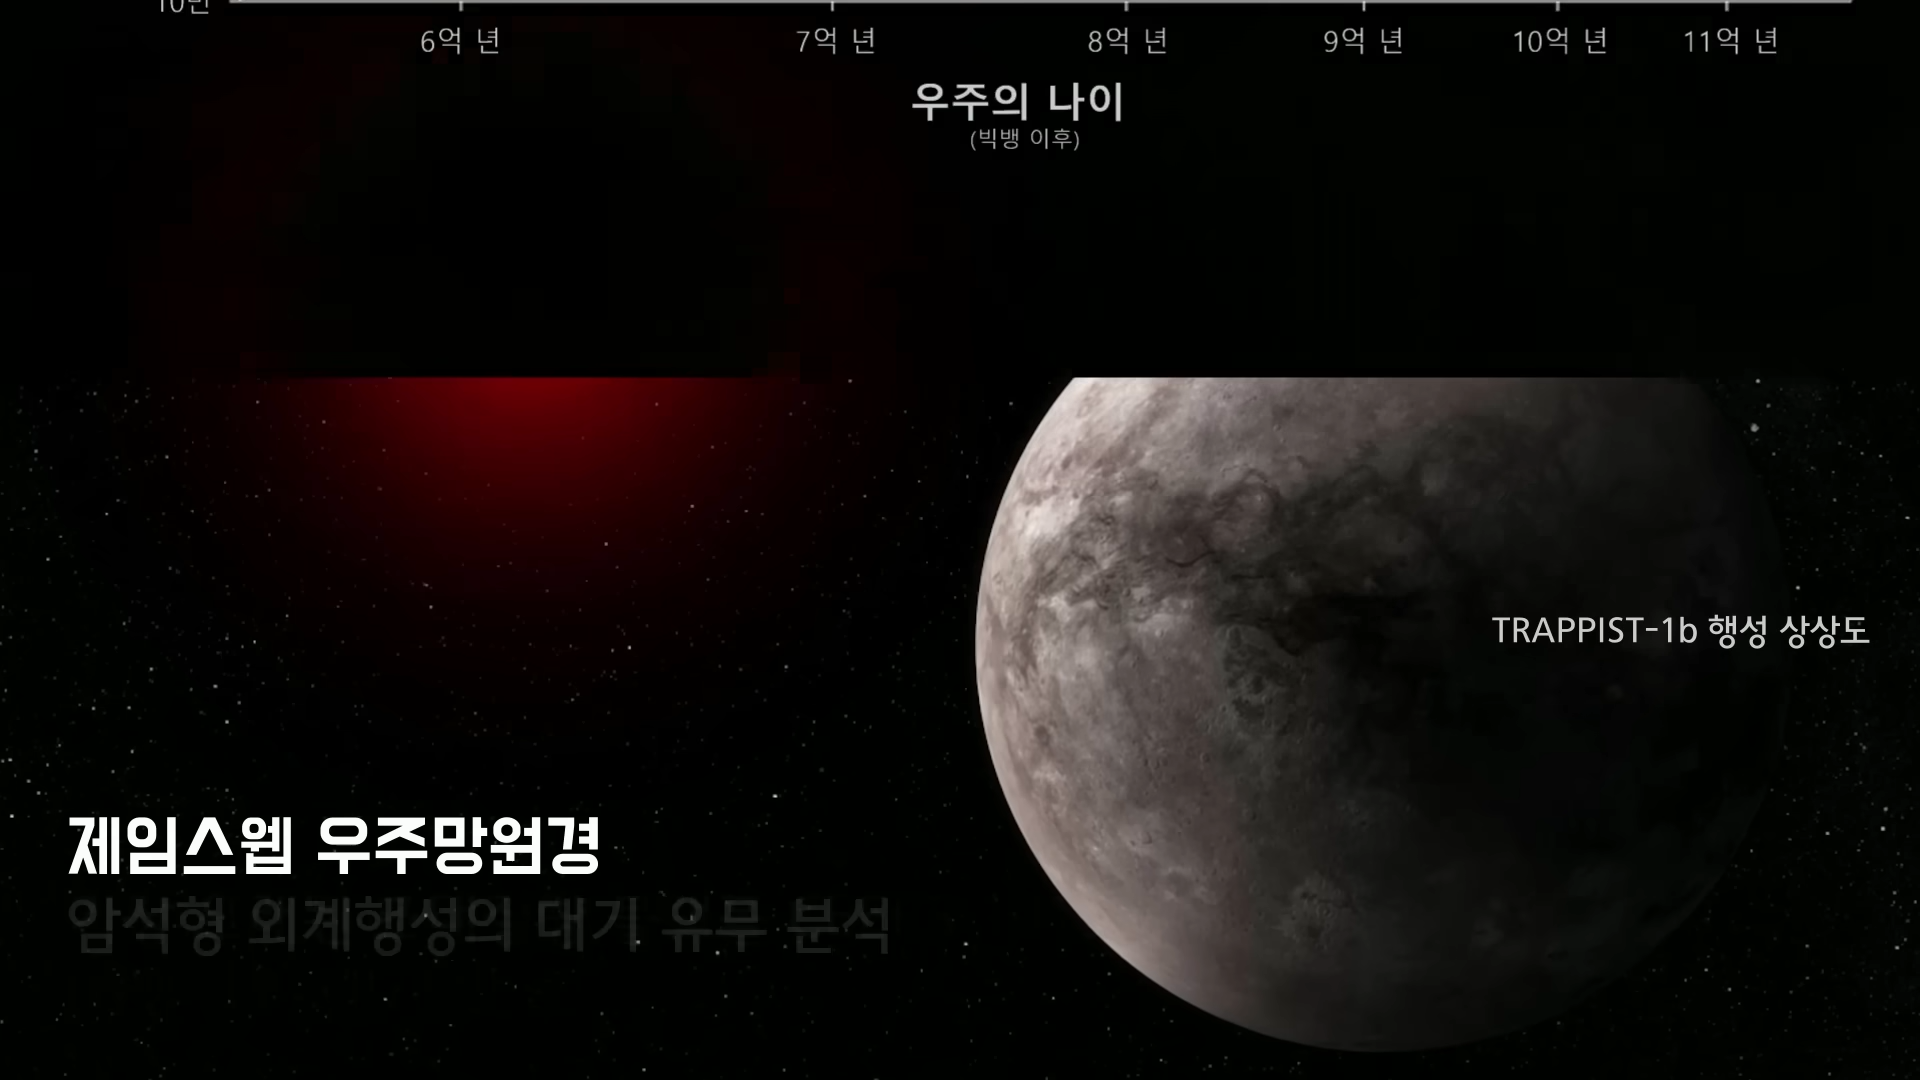 10만
6억 년 7억 년 8억 년 9억 년 10억 년 11억 년
우주의 나이
(빅뱅 이후)
TRAPPIST-1b 행성 상상도
제임스웹 우주망원경
암석형 외계행성의 대기 유무 분석